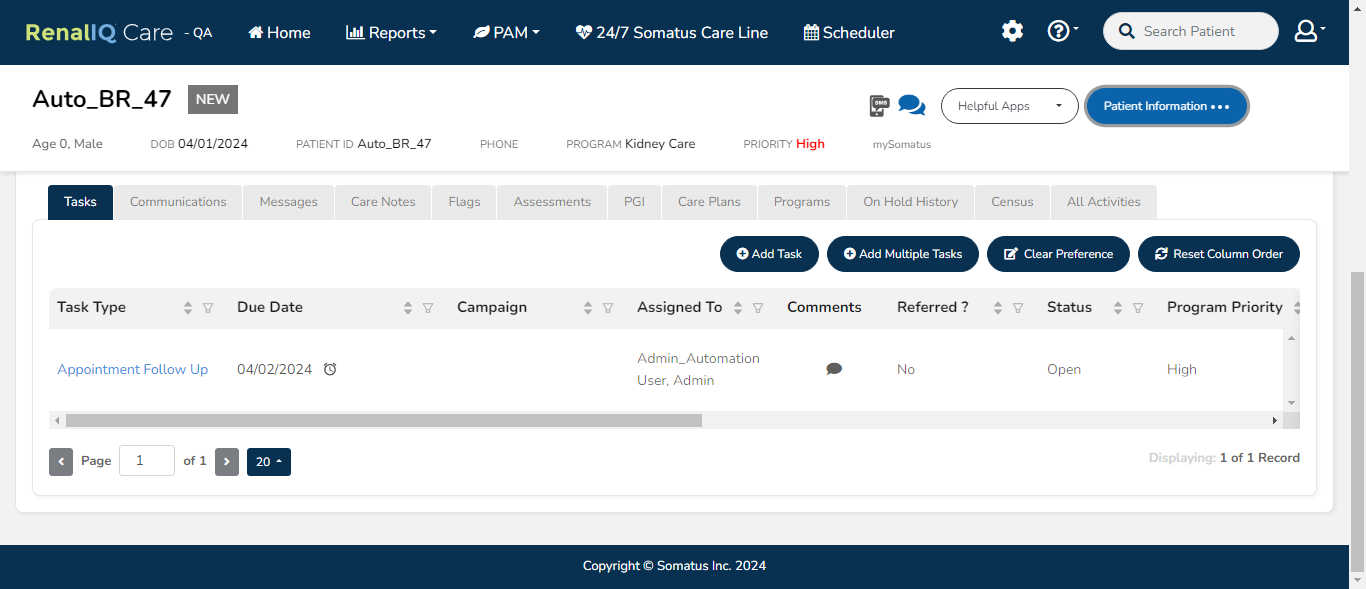 RenalIQ Care - QA Home Reports PAM 24/7 Somatus Care Line Scheduler Search Patient
Auto_BR_47 NEW
SMS Helpful Apps Patient Information •••
Age 0, Male DOB 04/01/2024 PATIENT ID Auto_BR_47 PHONE PROGRAM Kidney Care PRIORITY High mySomatus
Tasks Communications Messages Care Notes Flags Assessments PGI Care Plans Programs On Hold History Census All Activities
Add Task Add Multiple Tasks Clear Preference Reset Column Order
Task Type Due Date Campaign Assigned To Comments Referred ? Status Program Priority
Appointment Follow Up 04/02/2024 Admin_Automation
User, Admin No Open High
Page 1 of 1 20 Displaying: 1 of 1 Record
Copyright © Somatus Inc. 2024